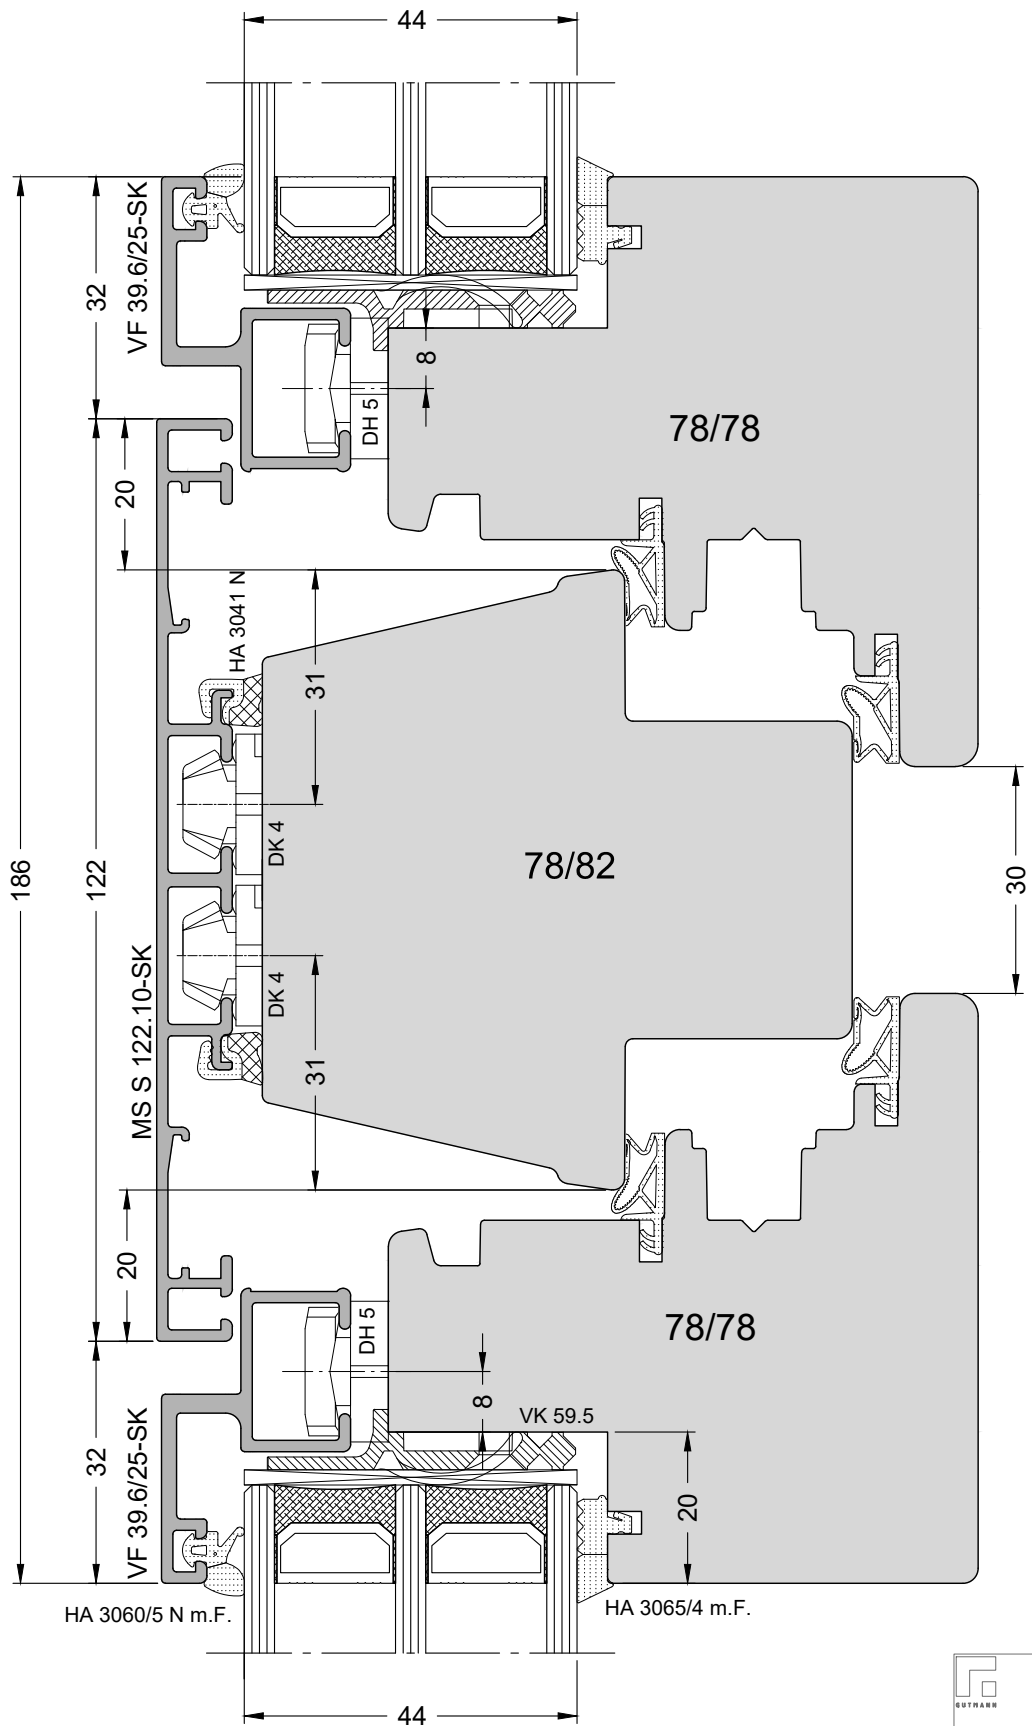 44
VF 39.6/25-SK
32
8
DH 5
78/78
20
HA 3041 N
31
DK 4
186
122
78/82
30
MS S 122.10-SK
DK 4
31
20
DH 5
78/78
8
VK 59.5
32
VF 39.6/25-SK
20
HA 3060/5 N m.F.
HA 3065/4 m.F.
44
GUTMANN